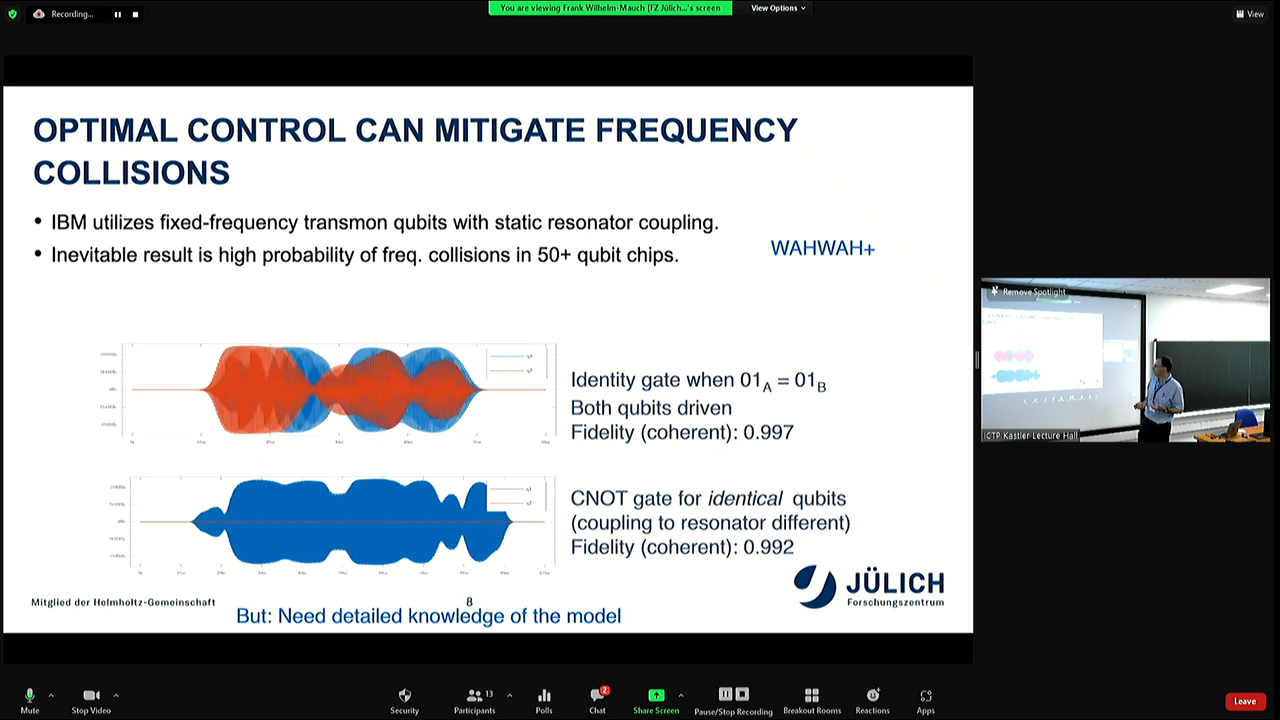 Recording...
You are viewing Frank Wilhelm-Mauch [FZ Jülich...'s screen
View Options
View
OPTIMAL CONTROL CAN MITIGATE FREQUENCY
COLLISIONS
• IBM utilizes fixed-frequency transmon qubits with static resonator coupling.
• Inevitable result is high probability of freq. collisions in 50+ qubit chips.
WAHWAH+
Identity gate when 01A = 01B
Both qubits driven
Fidelity (coherent): 0.997
CNOT gate for identical qubits
(coupling to resonator different)
Fidelity (coherent): 0.992
JÜLICH
Forschungszentrum
Mitglied der Helmholtz-Gemeinschaft
8
But: Need detailed knowledge of the model
Remove Spotlight
ICTP Kastler Lecture Hall
Mute
Stop Video
Security
Participants
13
Polls
Chat
2
Share Screen
Pause/Stop Recording
Breakout Rooms
Reactions
Apps
Leave